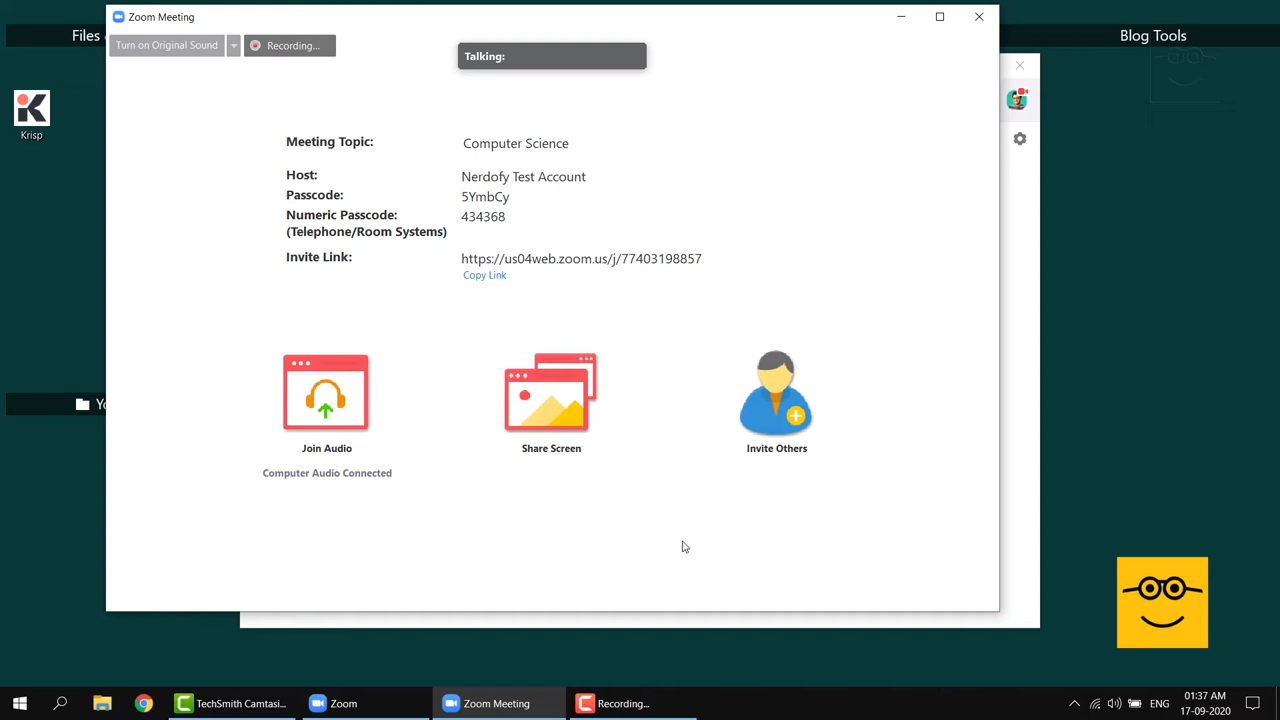 Zoom Meeting
Files
Blog Tools
Turn on Original Sound
Recording...
Talking:
Krisp
Meeting Topic: Computer Science
Host: Nerdofy Test Account
Passcode: 5YmbCy
Numeric Passcode: 434368
(Telephone/Room Systems)
Invite Link: https://us04web.zoom.us/j/77403198857
Copy Link
Join Audio
Share Screen
Invite Others
Computer Audio Connected
TechSmith Camtasi...
Zoom
Zoom Meeting
Recording...
ENG
01:37 AM
17-09-2020